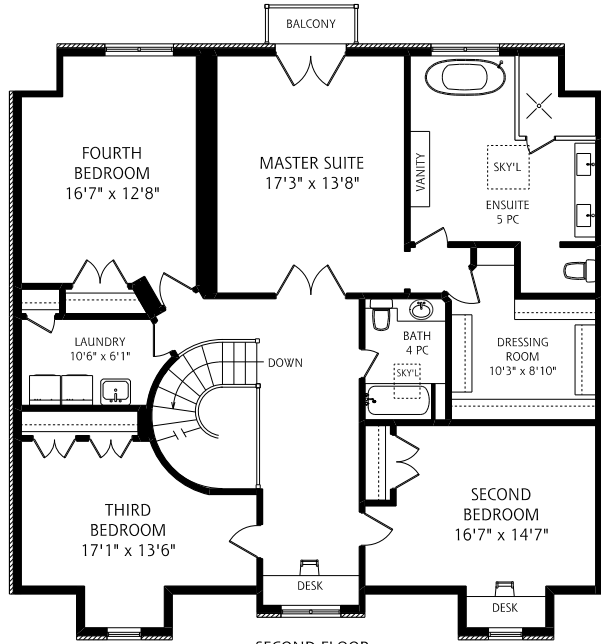 BALCONY
FOURTH
BEDROOM
16'7" x 12'8"
MASTER SUITE
17'3" x 13'8"
VANITY
SKY'L
ENSUITE
5 PC
LAUNDRY
10'6" x 6'1"
DOWN
BATH
4 PC
SKY'L
DRESSING
ROOM
10'3" x 8'10"
THIRD
BEDROOM
17'1" x 13'6"
SECOND
BEDROOM
16'7" x 14'7"
DESK
DESK
SECOND FLOOR